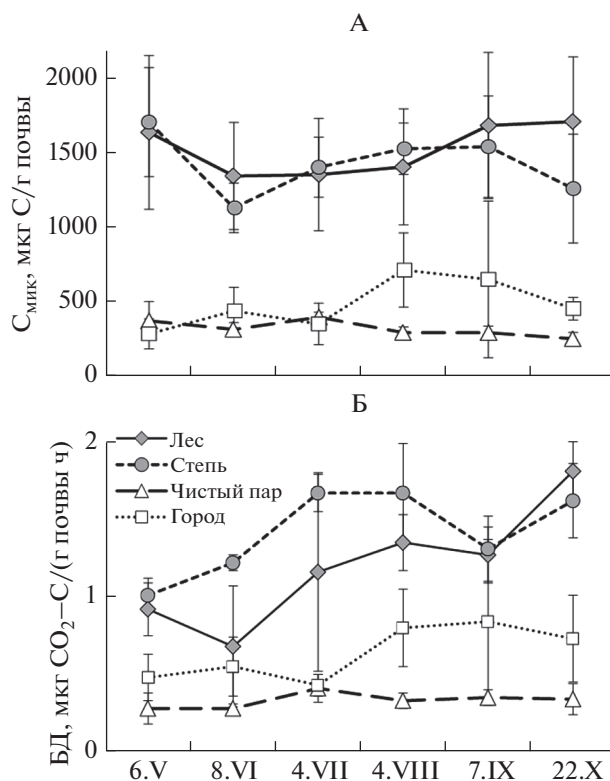 А
Cмик, мкг С/г почвы
2000
1500
1000
500
0
Б
БД, мкг CO2–C/(г почвы ч)
2
1
0
Лес
Степь
Чистый пар
Город
6.V 8.VI 4.VII 4.VIII 7.IX 22.X